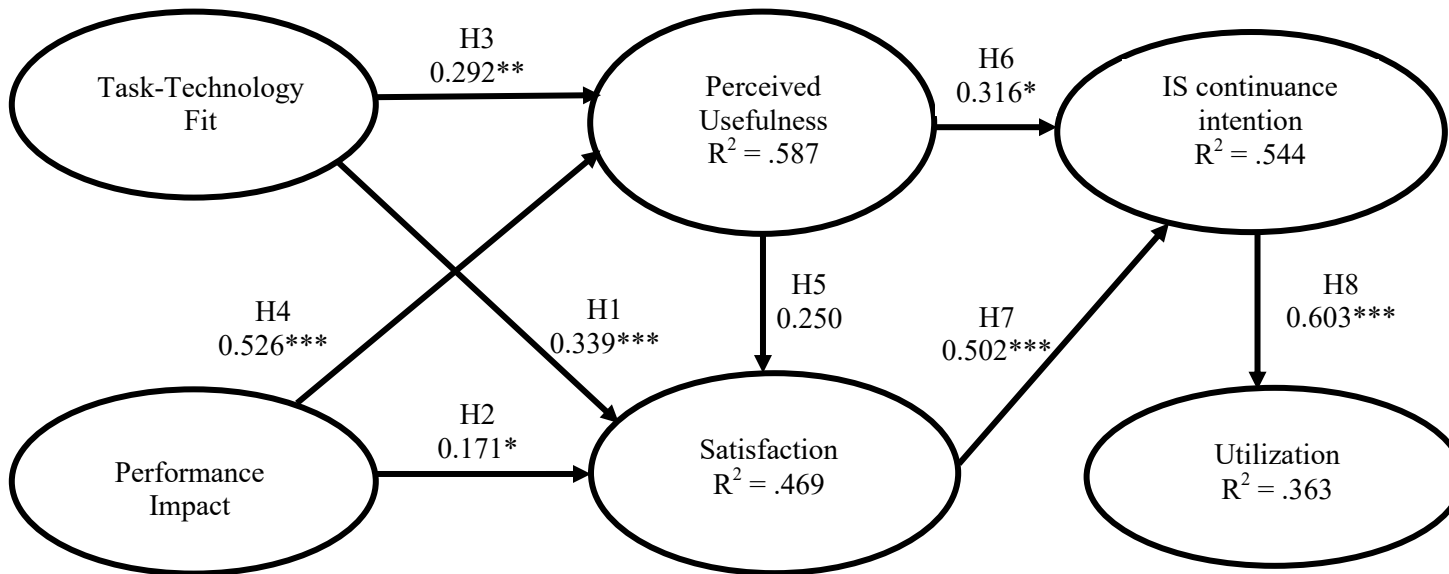 Task-Technology
Fit
H3
0.292**
Perceived
Usefulness
R² = .587
H6
0.316*
IS continuance
intention
R² = .544
H4
0.526***
H1
0.339***
H5
0.250
H7
0.502***
H8
0.603***
Performance
Impact
H2
0.171*
Satisfaction
R² = .469
Utilization
R² = .363